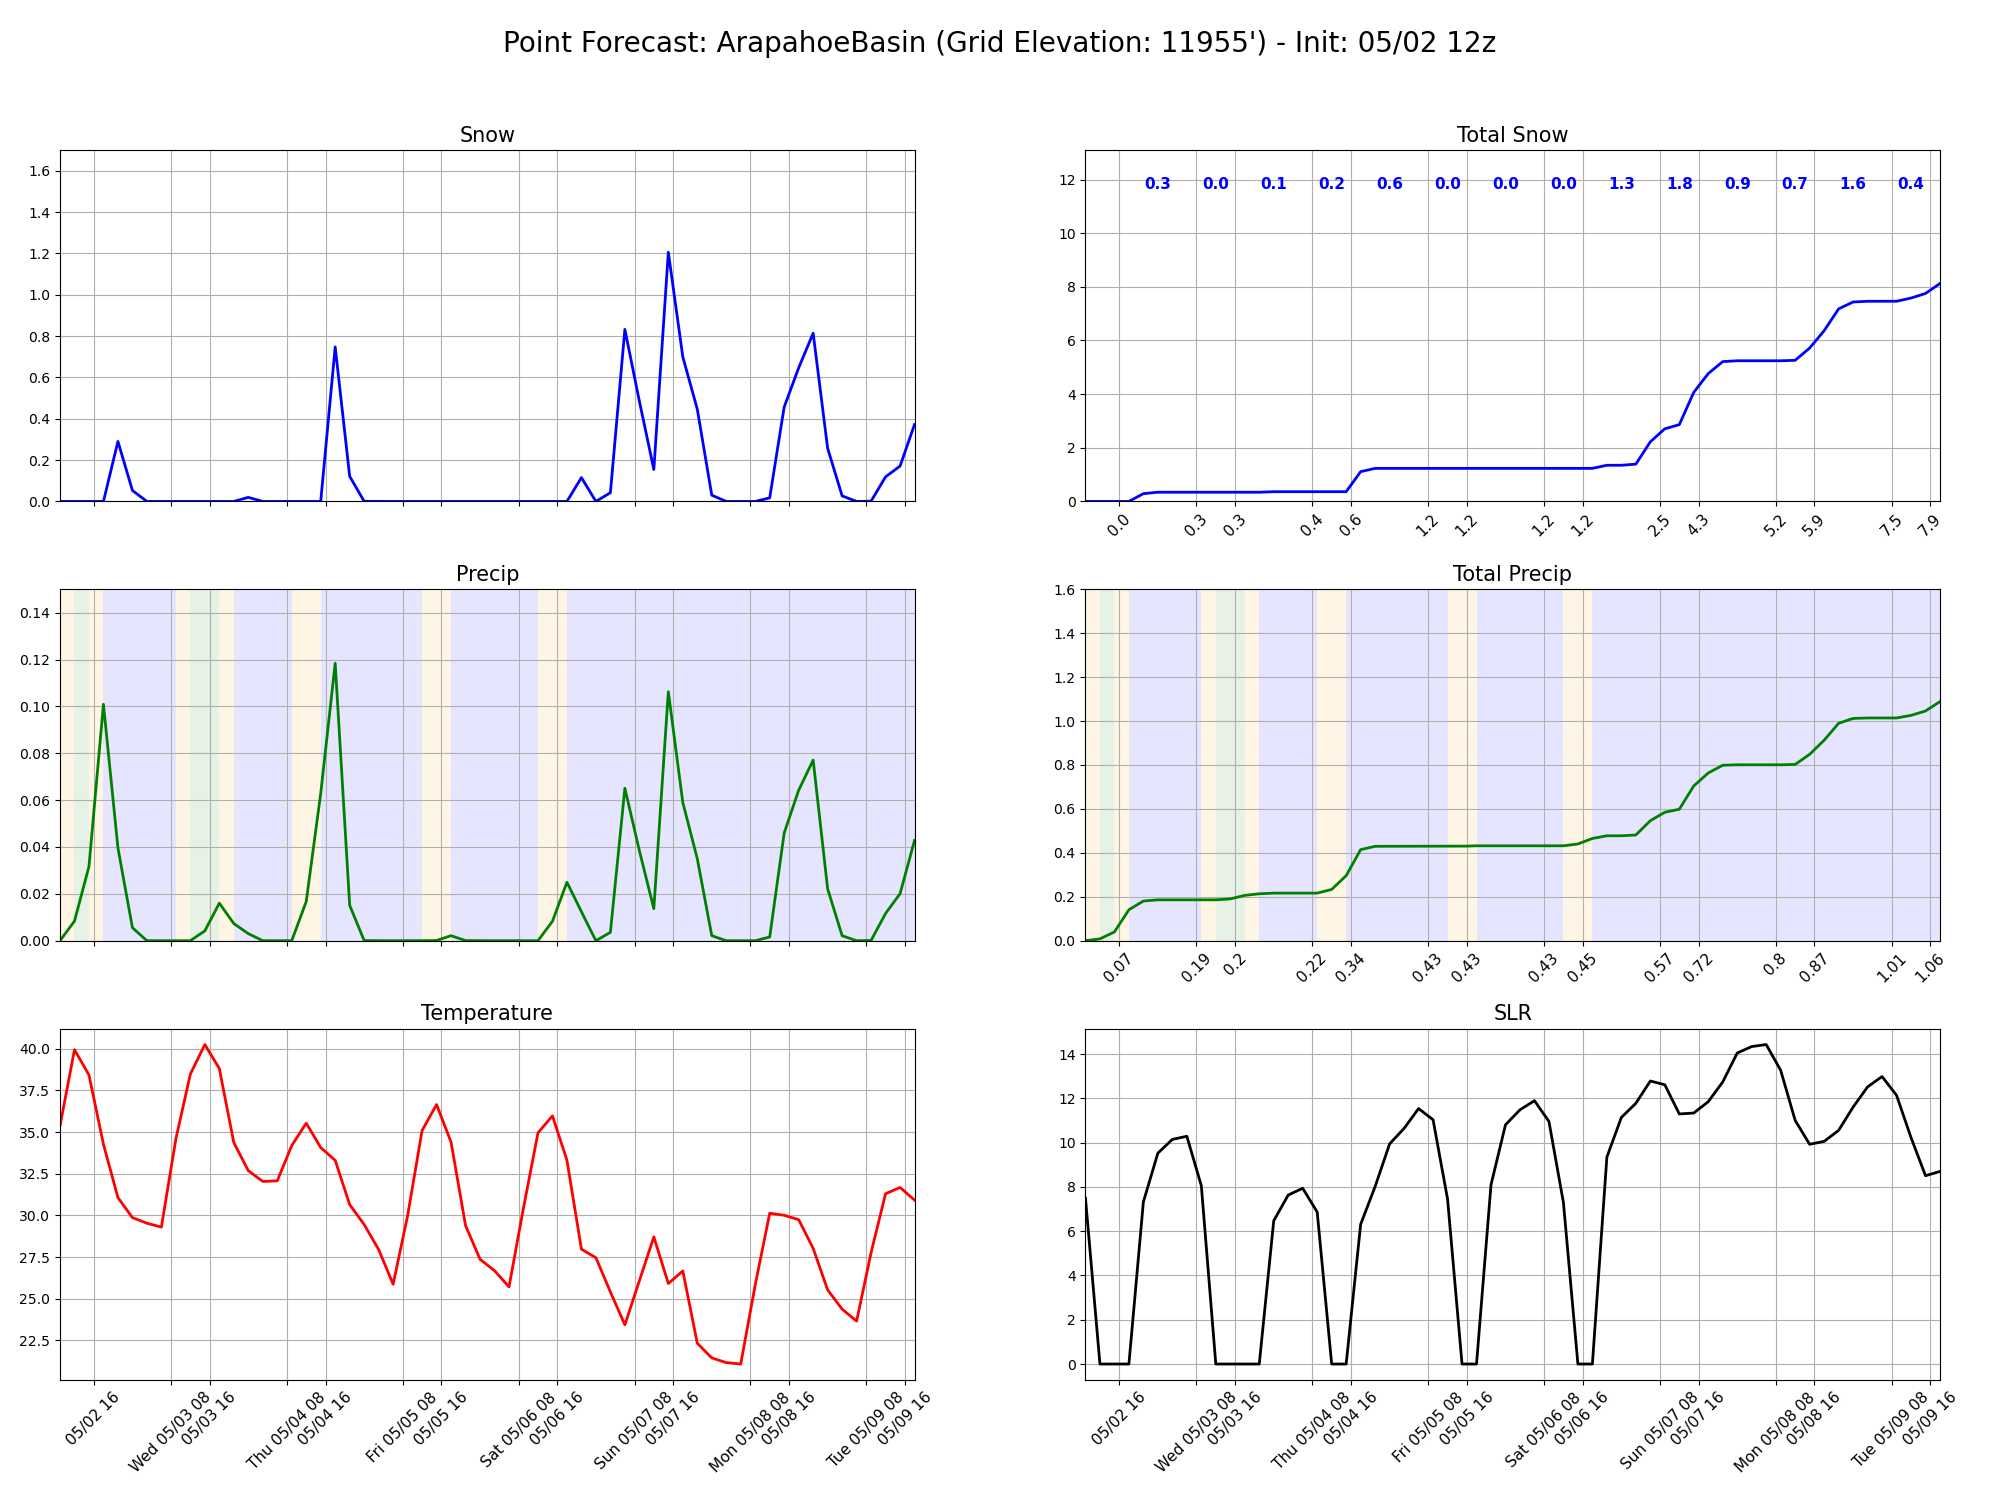 Point Forecast: ArapahoeBasin (Grid Elevation: 11955') - Init: 05/02 12z
Snow
1.6
1.4
1.2
1.0
0.8
0.6
0.4
0.2
0.0
Total Snow
12
10
8
6
4
2
0
0.3 0.0 0.1 0.2 0.6 0.0 0.0 0.0 1.3 1.8 0.9 0.7 1.6 0.4
0.0 0.3 0.3 0.4 0.6 1.2 1.2 1.2 1.2 2.5 4.3 5.2 5.9 7.5 7.9
Precip
0.14
0.12
0.10
0.08
0.06
0.04
0.02
0.00
Total Precip
1.6
1.4
1.2
1.0
0.8
0.6
0.4
0.2
0.0
0.07 0.19 0.2 0.22 0.34 0.43 0.43 0.43 0.45 0.57 0.72 0.8 0.87 1.01 1.06
Temperature
40.0
37.5
35.0
32.5
30.0
27.5
25.0
22.5
05/02 16
Wed 05/03 08
05/03 16
Thu 05/04 08
05/04 16
Fri 05/05 08
05/05 16
Sat 05/06 08
05/06 16
Sun 05/07 08
05/07 16
Mon 05/08 08
05/08 16
Tue 05/09 08
05/09 16
SLR
14
12
10
8
6
4
2
0
05/02 16
Wed 05/03 08
05/03 16
Thu 05/04 08
05/04 16
Fri 05/05 08
05/05 16
Sat 05/06 08
05/06 16
Sun 05/07 08
05/07 16
Mon 05/08 08
05/08 16
Tue 05/09 08
05/09 16